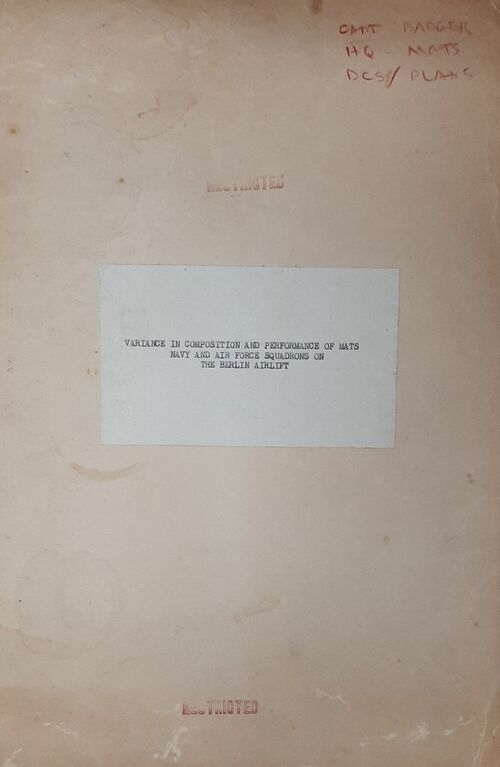 CAPT BADGER
HQ - MATS
DCS/ PLANS
RESTRICTED
VARIANCE IN COMPOSITION AND PERFORMANCE OF MATS
NAVY AND AIR FORCE SQUADRONS ON
THE BERLIN AIRLIFT
RESTRICTED